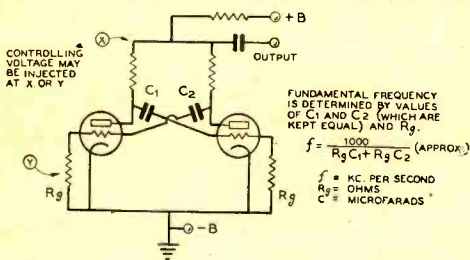 +B
X
CONTROLLING
VOLTAGE MAY
BE INJECTED
AT X OR Y
OUTPUT
C1 C2
FUNDAMENTAL FREQUENCY
IS DETERMINED BY VALUES
OF C1 AND C2 (WHICH ARE
KEPT EQUAL) AND Rg.
f = 1000 / RgC1 + RgC2 (APPROX.)
Y
Rg Rg
f = KC. PER SECOND
Rg = OHMS
C = MICROFARADS
-B